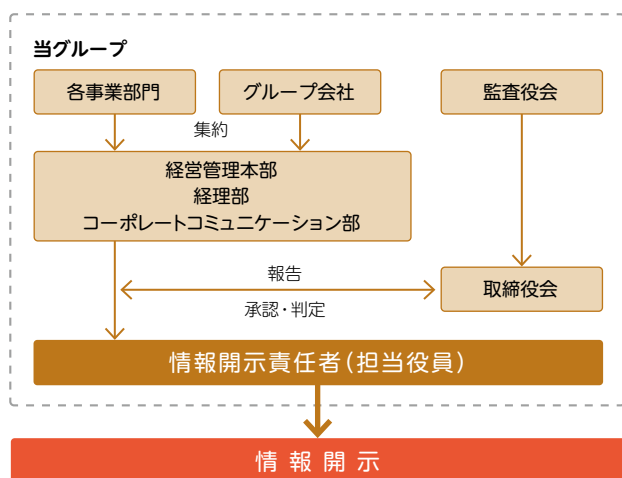 当グループ
各事業部門
グループ会社
監査役会
集約
経営管理本部
経理部
コーポレートコミュニケーション部
報告
承認・判定
取締役会
情報開示責任者(担当役員)
情報開示